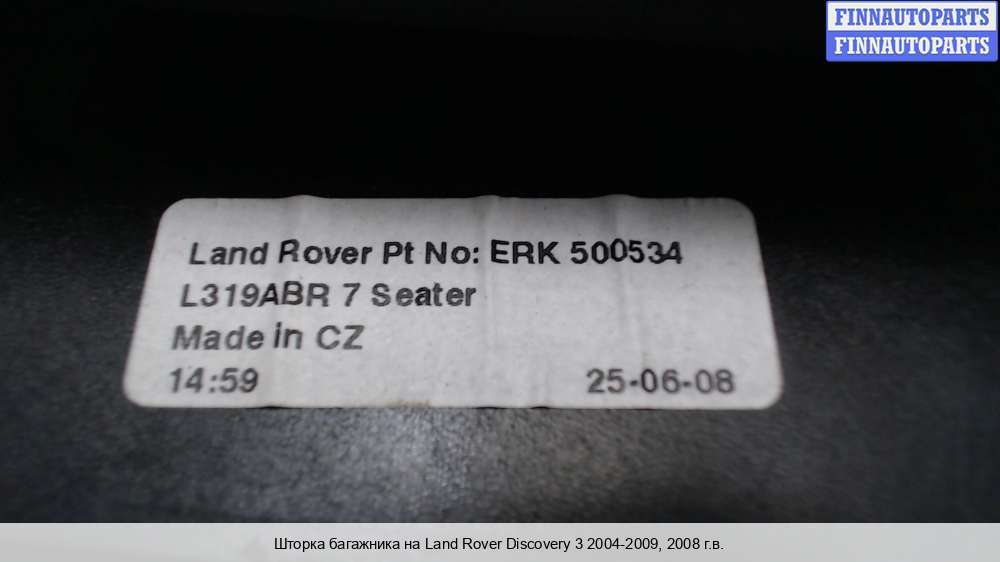 FINNAUTOPARTS
FINNAUTOPARTS
Land Rover Pt No: ERK 500534
L319ABR 7 Seater
Made in CZ
14:59 25-06-08
Шторка багажника на Land Rover Discovery 3 2004-2009, 2008 г.в.